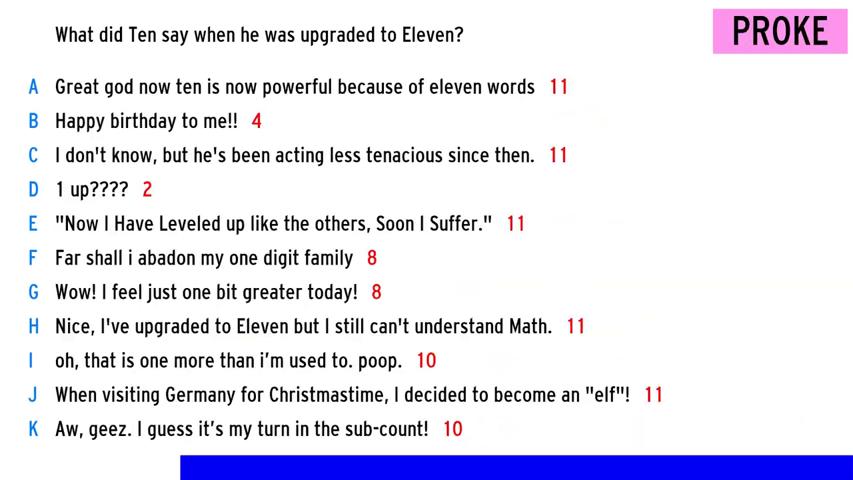 What did Ten say when he was upgraded to Eleven?
PROKE
A Great god now ten is now powerful because of eleven words 11
B Happy birthday to me!! 4
C I don't know, but he's been acting less tenacious since then. 11
D 1 up???? 2
E "Now I Have Leveled up like the others, Soon I Suffer." 11
F Far shall i abadon my one digit family 8
G Wow! I feel just one bit greater today! 8
H Nice, I've upgraded to Eleven but I still can't understand Math. 11
I oh, that is one more than i’m used to. poop. 10
J When visiting Germany for Christmastime, I decided to become an "elf"! 11
K Aw, geez. I guess it’s my turn in the sub-count! 10